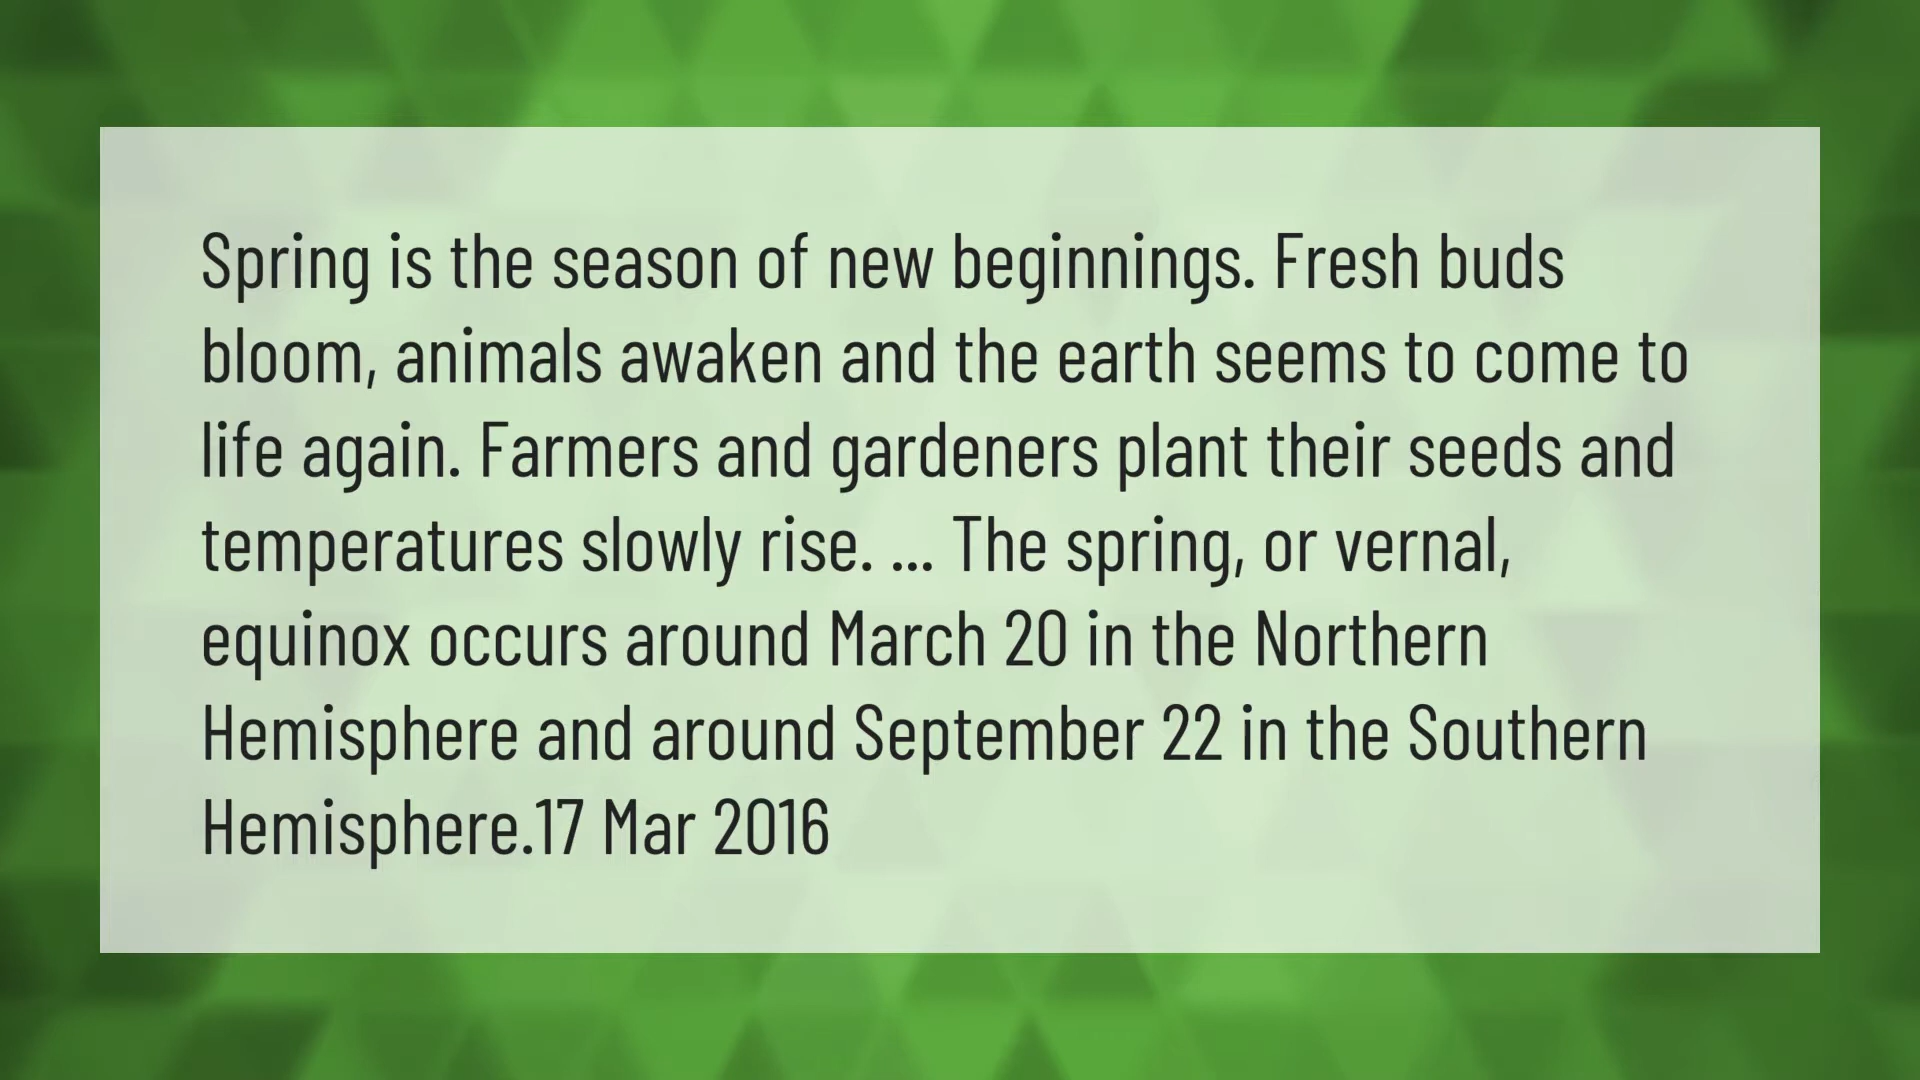 Spring is the season of new beginnings. Fresh buds
bloom, animals awaken and the earth seems to come to
life again. Farmers and gardeners plant their seeds and
temperatures slowly rise. ... The spring, or vernal,
equinox occurs around March 20 in the Northern
Hemisphere and around September 22 in the Southern
Hemisphere.17 Mar 2016